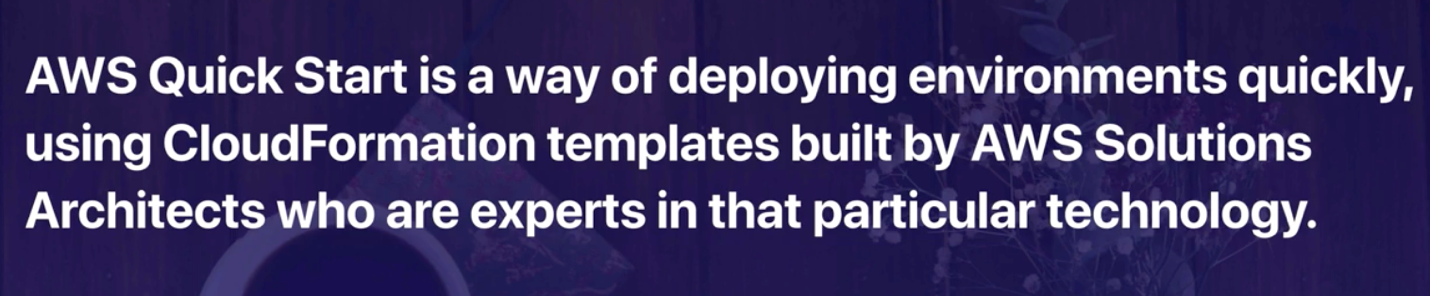 AWS Quick Start is a way of deploying environments quickly,
using CloudFormation templates built by AWS Solutions
Architects who are experts in that particular technology.